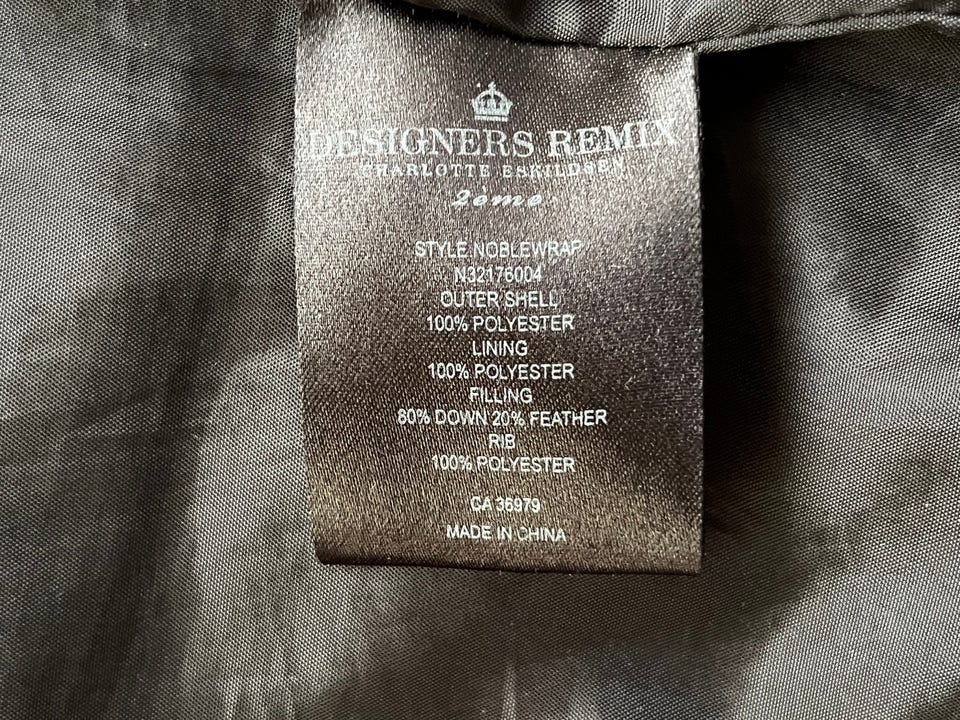 DESIGNERS REMIX
CHARLOTTE ESKILDSEN
2ème
STYLE NOBLEWRAP
N32176004
OUTER SHELL
100% POLYESTER
LINING
100% POLYESTER
FILLING
80% DOWN 20% FEATHER
RIB
100% POLYESTER
CA 36979
MADE IN CHINA